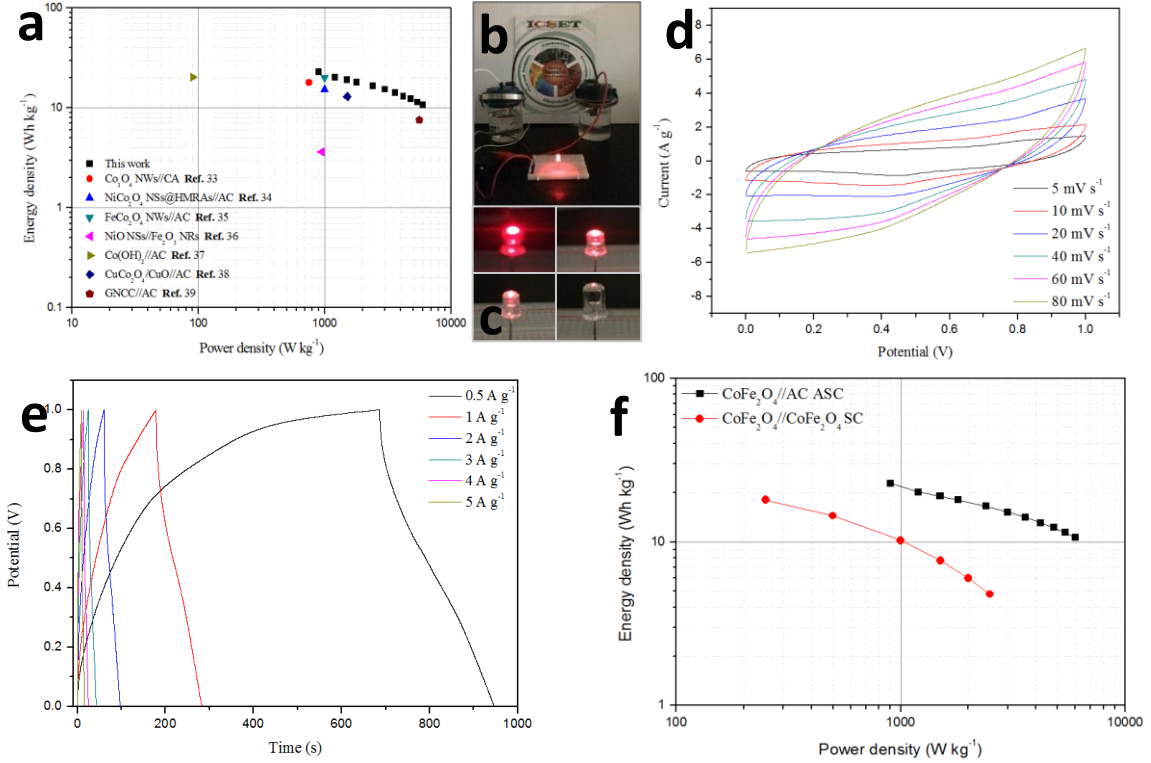 a
100
10
1
0.1
10
100
1000
10000
Energy density (Wh kg-1)
Power density (W kg-1)
This work
Co3O4 NWs//CA Ref. 33
NiCo2O4 NSs@HMRAs//AC Ref. 34
FeCo2O4 NWs//AC Ref. 35
NiO NSs//Fe2O3 NRs Ref. 36
Co(OH)2//AC Ref. 37
CuCo2O4/CuO//AC Ref. 38
GNCC//AC Ref. 39
b
ICSET
c
d
8
6
4
2
0
-2
-4
-6
-8
Current (A g-1)
0.0
0.2
0.4
0.6
0.8
1.0
Potential (V)
5 mV s-1
10 mV s-1
20 mV s-1
40 mV s-1
60 mV s-1
80 mV s-1
e
1.0
0.8
0.6
0.4
0.2
0.0
Potential (V)
0
200
400
600
800
1000
Time (s)
0.5 A g-1
1 A g-1
2 A g-1
3 A g-1
4 A g-1
5 A g-1
f
100
10
1
Energy density (Wh kg-1)
100
1000
10000
Power density (W kg-1)
CoFe2O4//AC ASC
CoFe2O4//CoFe2O4 SC